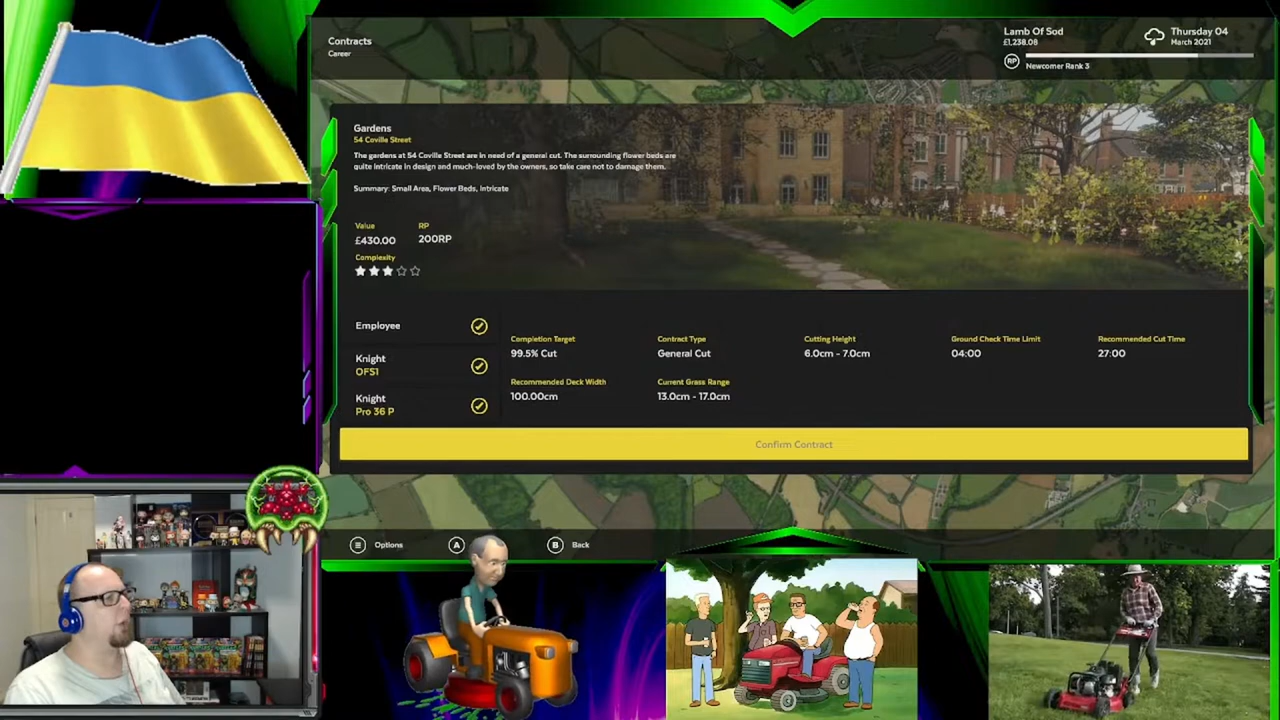 Contracts
Career
Lamb Of Sod
£1,238.08
RP
Newcomer Rank 3
Thursday 04
March 2021
Gardens
54 Coville Street
The gardens at 54 Coville Street are in need of a general cut. The surrounding flower beds are
quite intricate in design and much-loved by the owners, so take care not to damage them.
Summary: Small Area, Flower Beds, Intricate
Value
£430.00
RP
200RP
Complexity
Employee
Knight
OFS1
Knight
Pro 36 P
Completion Target
99.5% Cut
Contract Type
General Cut
Cutting Height
6.0cm - 7.0cm
Ground Check Time Limit
04:00
Recommended Cut Time
27:00
Recommended Deck Width
100.00cm
Current Grass Range
13.0cm - 17.0cm
Confirm Contract
Options
A
B
Back